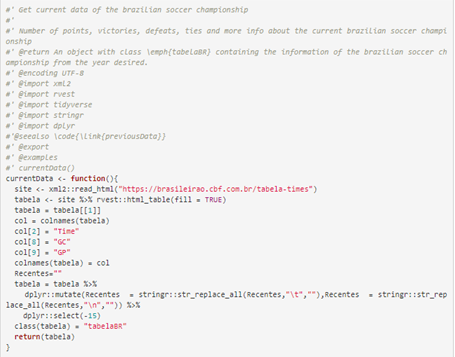 #' Get current data of the brazilian soccer championship
#'
#' Number of points, victories, defeats, ties and more info about the current brazilian soccer champi
onship
#' @return An object with class \emph{tabelaBR} containing the information of the brazilian soccer ch
ampionship from the year desired.
#' @encoding UTF-8
#' @import xml2
#' @import rvest
#' @import tidyverse
#' @import stringr
#' @import dplyr
#'@seealso \code{\link{previousData}}
#' @export
#' @examples
#' currentData()
currentData <- function(){
  site <- xml2::read_html("https://brasileirao.cbf.com.br/tabela-times")
  tabela <- site %>% rvest::html_table(fill = TRUE)
  tabela = tabela[[1]]
  col = colnames(tabela)
  col[2] = "Time"
  col[8] = "GC"
  col[9] = "GP"
  colnames(tabela) = col
  Recentes=""
  tabela = tabela %>%
    dplyr::mutate(Recentes  = stringr::str_replace_all(Recentes,"\t",""),Recentes  = stringr::str_rep
lace_all(Recentes,"\n","")) %>%
    dplyr::select(-15)
  class(tabela) = "tabelaBR"
  return(tabela)
}